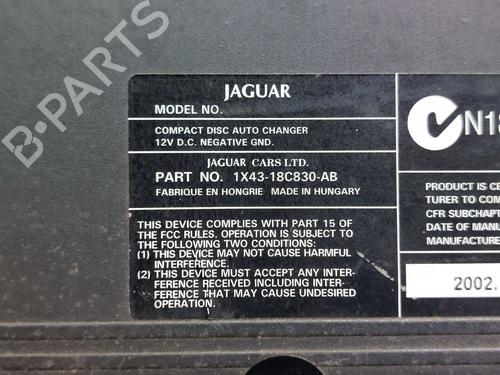 B-PARTS
JAGUAR
MODEL NO.
COMPACT DISC AUTO CHANGER
12V D.C. NEGATIVE GND.
JAGUAR CARS LTD.
PART NO. 1X43-18C830-AB
FABRIQUE EN HONGRIE / MADE IN HUNGARY
THIS DEVICE COMPLIES WITH PART 15 OF
THE FCC RULES. OPERATION IS SUBJECT TO
THE FOLLOWING TWO CONDITIONS:
(1) THIS DEVICE MAY NOT CAUSE HARMFUL
INTERFERENCE.
(2) THIS DEVICE MUST ACCEPT ANY INTER-
FERENCE RECEIVED INCLUDING INTER-
FERENCE THAT MAY CAUSE UNDESIRED
OPERATION.
N18
PRODUCT IS CE
TURER TO COM
CFR SUBCHAPT
DATE OF MANU
MANUFACTURE
2002.